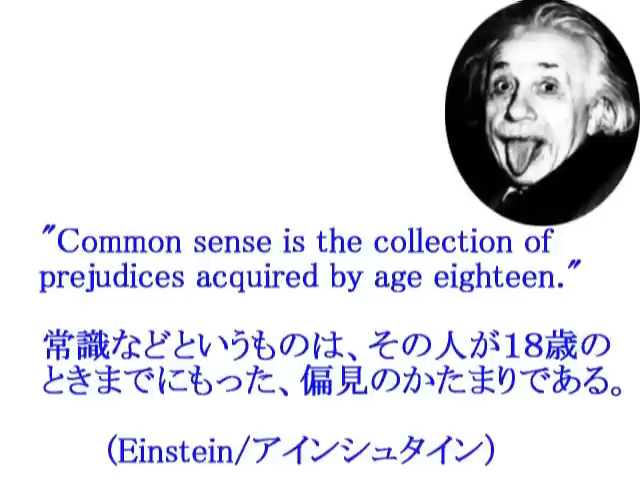 "Common sense is the collection of
prejudices acquired by age eighteen."
常識などというものは、その人が18歳の
ときまでにもった、偏見のかたまりである。
(Einstein/アインシュタイン)